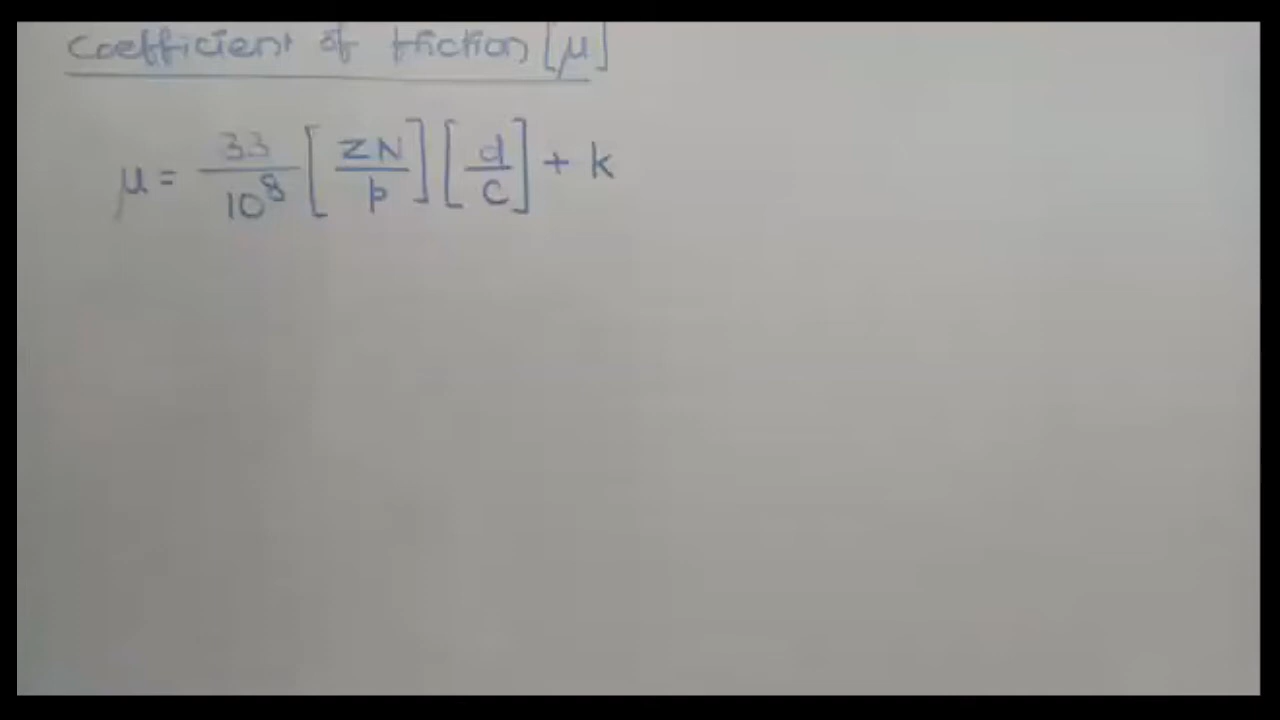 Coefficient of friction [μ]
μ = 33/10⁸ [ZN/p] [d/c] + k